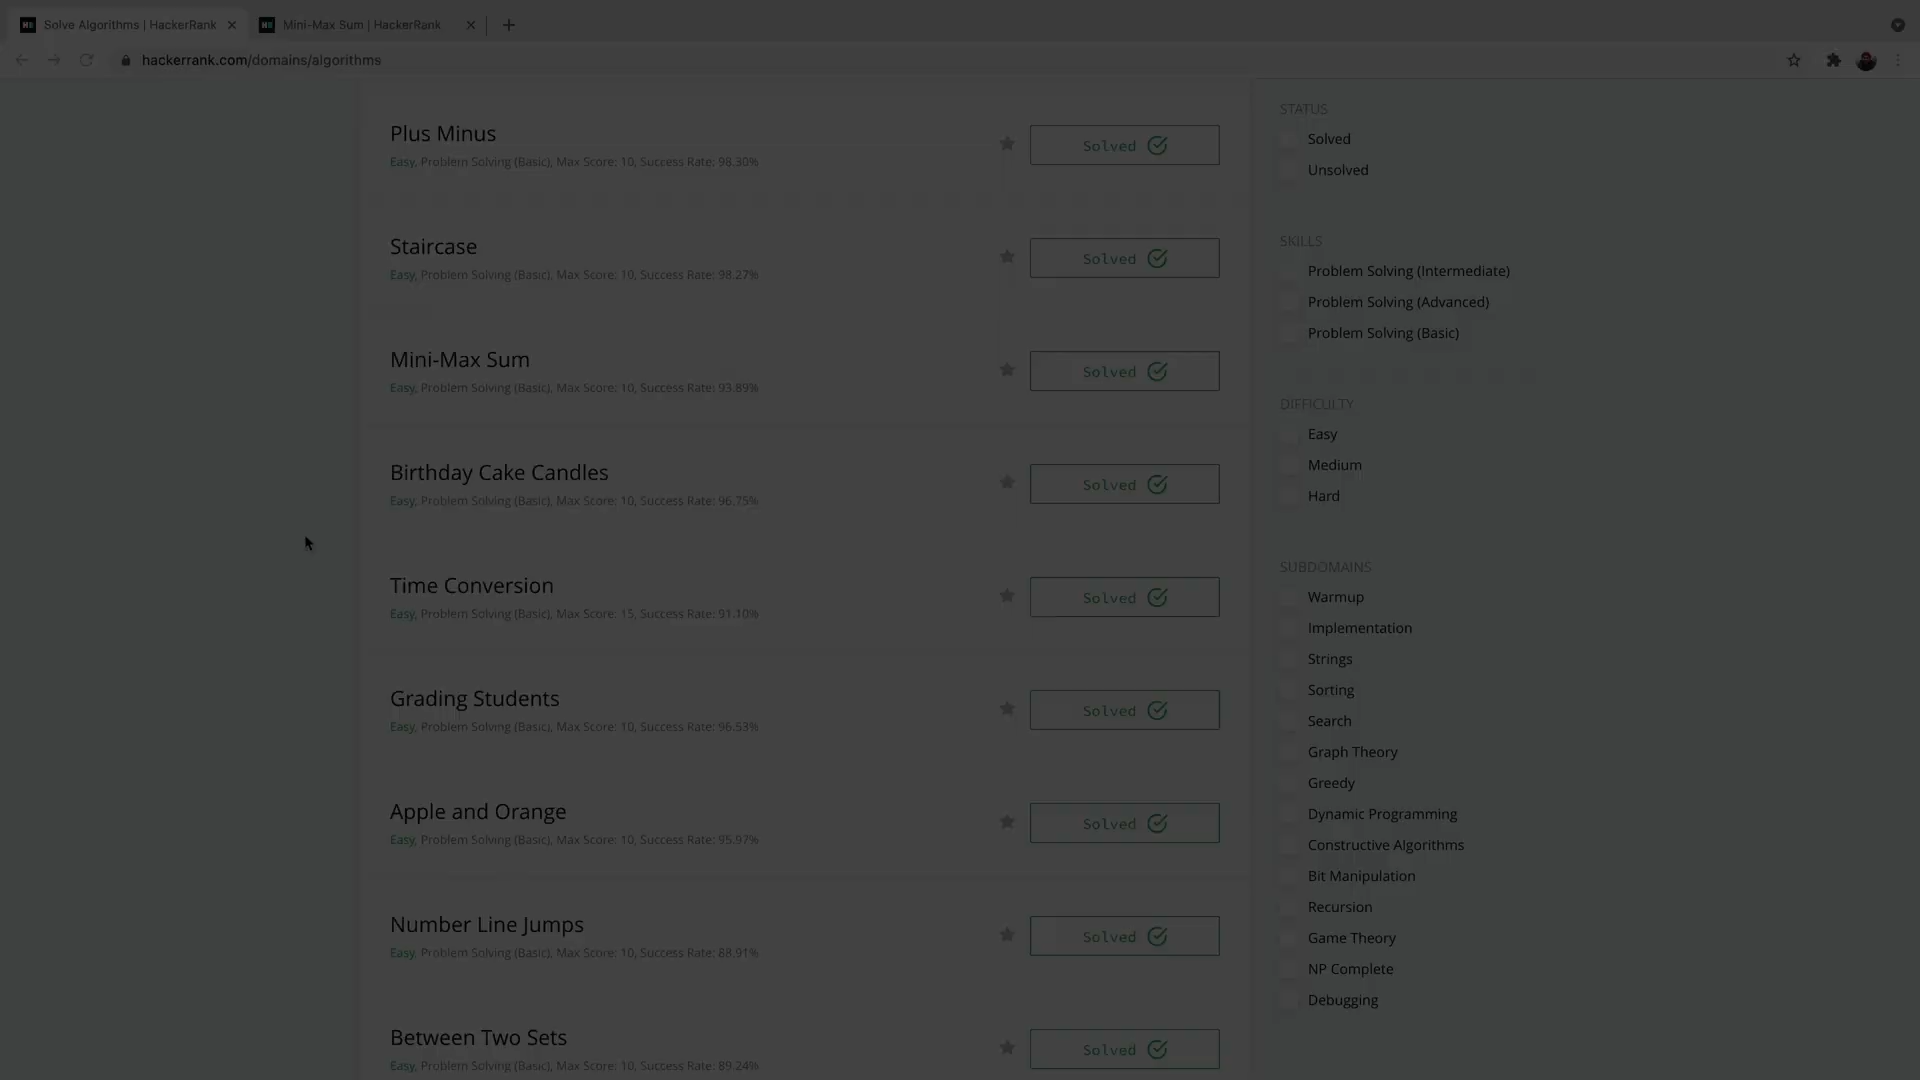 Solve Algorithms | HackerRank
Mini-Max Sum | HackerRank
hackerrank.com/domains/algorithms
Plus Minus
Easy, Problem Solving (Basic), Max Score: 10, Success Rate: 98.30%
Solved
Staircase
Easy, Problem Solving (Basic), Max Score: 10, Success Rate: 98.27%
Solved
Mini-Max Sum
Easy, Problem Solving (Basic), Max Score: 10, Success Rate: 93.89%
Solved
Birthday Cake Candles
Easy, Problem Solving (Basic), Max Score: 10, Success Rate: 96.75%
Solved
Time Conversion
Easy, Problem Solving (Basic), Max Score: 15, Success Rate: 91.10%
Solved
Grading Students
Easy, Problem Solving (Basic), Max Score: 10, Success Rate: 96.53%
Solved
Apple and Orange
Easy, Problem Solving (Basic), Max Score: 10, Success Rate: 95.97%
Solved
Number Line Jumps
Easy, Problem Solving (Basic), Max Score: 10, Success Rate: 88.91%
Solved
Between Two Sets
Easy, Problem Solving (Basic), Max Score: 10, Success Rate: 89.24%
Solved
STATUS
Solved
Unsolved
SKILLS
Problem Solving (Intermediate)
Problem Solving (Advanced)
Problem Solving (Basic)
DIFFICULTY
Easy
Medium
Hard
SUBDOMAINS
Warmup
Implementation
Strings
Sorting
Search
Graph Theory
Greedy
Dynamic Programming
Constructive Algorithms
Bit Manipulation
Recursion
Game Theory
NP Complete
Debugging